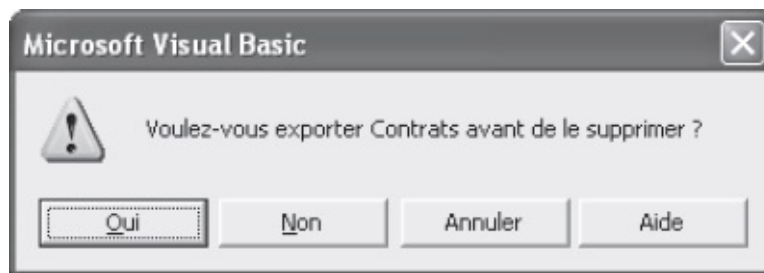 Microsoft Visual Basic
Voulez-vous exporter Contrats avant de le supprimer ?
Oui Non Annuler Aide